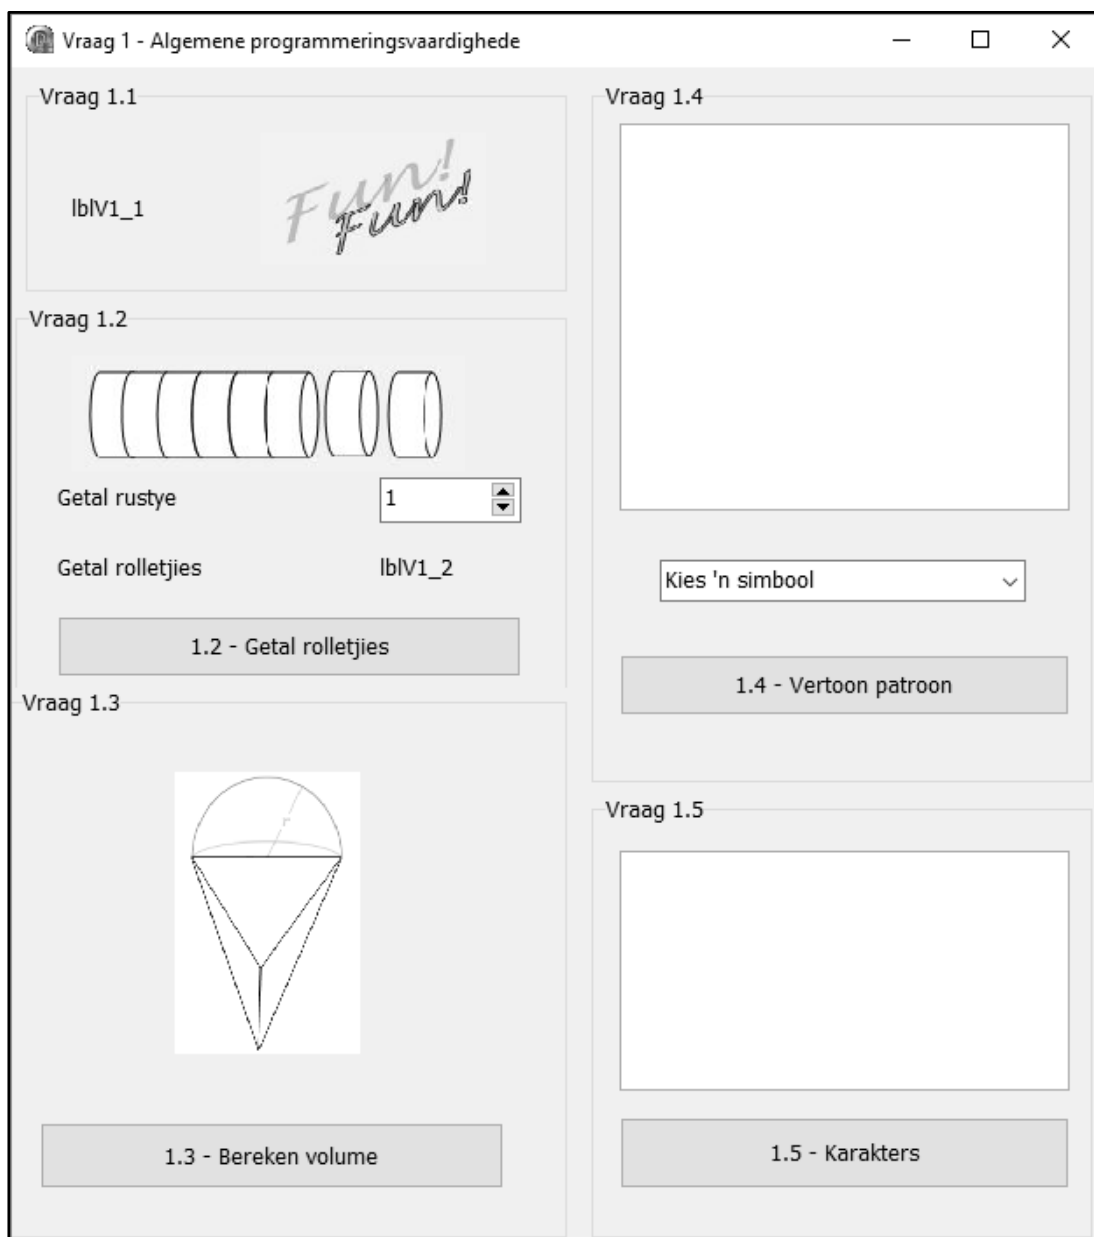 Vraag 1 - Algemene programmeringsvaardighede
Vraag 1.1
lblV1_1
Fun!
Fun!
Vraag 1.2
Getal rustye
1
Getal rolletjies
lblV1_2
1.2 - Getal rolletjies
Vraag 1.3
r
1.3 - Bereken volume
Vraag 1.4
Kies 'n simbool
1.4 - Vertoon patroon
Vraag 1.5
1.5 - Karakters